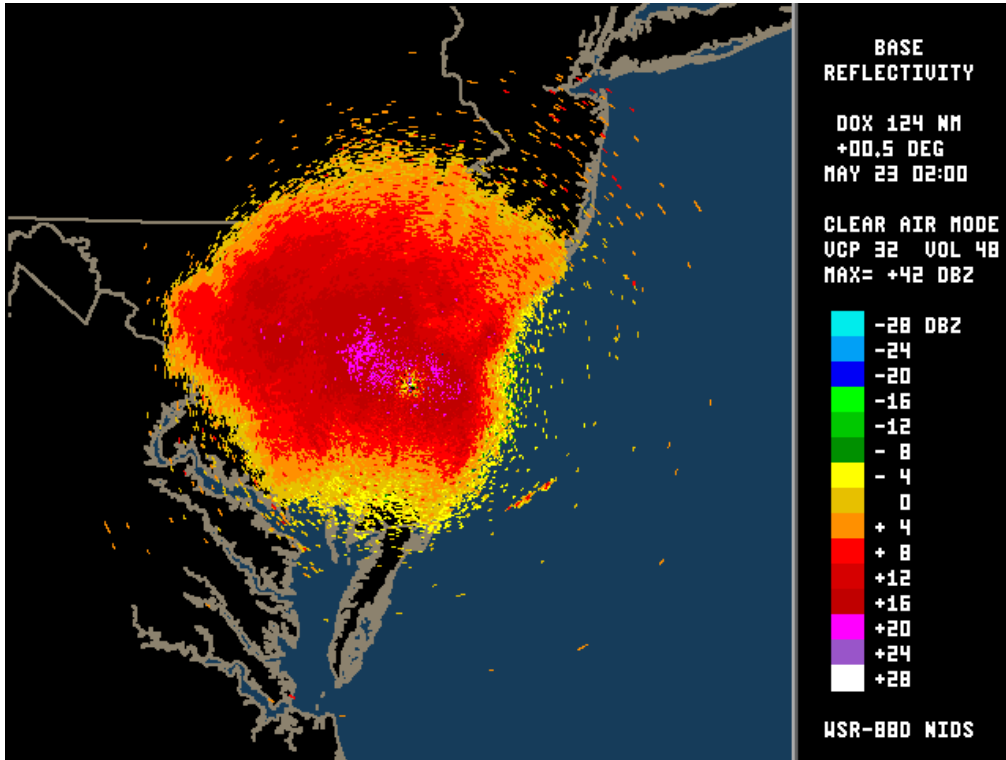 BASE
REFLECTIVITY
DOX 124 NM
+00.5 DEG
MAY 23 02:00
CLEAR AIR MODE
VCP 32 VOL 48
MAX= +42 DBZ
-28 DBZ
-24
-20
-16
-12
- 8
- 4
0
+ 4
+ 8
+12
+16
+20
+24
+28
WSR-88D NIDS